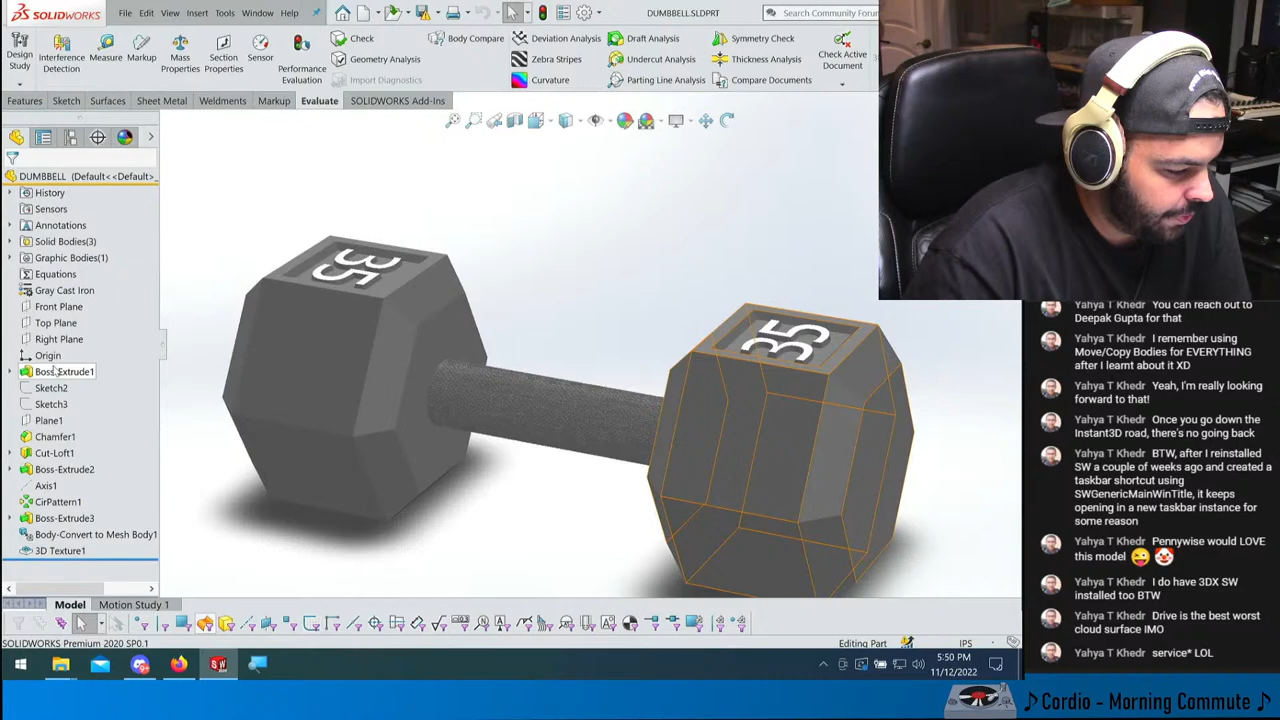 SOLIDWORKS
File
Edit
View
Insert
Tools
Window
Help
DUMBBELL.SLDPRT
Search Community Foru
Design
Study
Interference
Detection
Measure
Markup
Mass
Properties
Section
Properties
Sensor
Performance
Evaluation
Check
Geometry Analysis
Import Diagnostics
Body Compare
Deviation Analysis
Zebra Stripes
Curvature
Draft Analysis
Undercut Analysis
Parting Line Analysis
Symmetry Check
Thickness Analysis
Compare Documents
Check Active
Document
Features
Sketch
Surfaces
Sheet Metal
Weldments
Markup
Evaluate
SOLIDWORKS Add-Ins
DUMBBELL (Default<<Default>_
History
Sensors
Annotations
Solid Bodies(3)
Graphic Bodies(1)
Equations
Gray Cast Iron
Front Plane
Top Plane
Right Plane
Origin
Boss-Extrude1
Sketch2
Sketch3
Plane1
Chamfer1
Cut-Loft1
Boss-Extrude2
Axis1
CirPattern1
Boss-Extrude3
Body-Convert to Mesh Body1
3D Texture1
35
35
Model
Motion Study 1
SOLIDWORKS Premium 2020 SP0.1
Editing Part
IPS
5:50 PM
11/12/2022
Yahya T Khedr You can reach out to
Deepak Gupta for that
Yahya T Khedr I remember using
Move/Copy Bodies for EVERYTHING
after I learnt about it XD
Yahya T Khedr Yeah, I'm really looking
forward to that!
Yahya T Khedr Once you go down the
Instant3D road, there's no going back
Yahya T Khedr BTW, after I reinstalled
SW a couple of weeks ago and created a
taskbar shortcut using
SWGenericMainWinTitle, it keeps
opening in a new taskbar instance for
some reason
Yahya T Khedr Pennywise would LOVE
this model
Yahya T Khedr I do have 3DX SW
installed too BTW
Yahya T Khedr Drive is the best worst
cloud surface IMO
Yahya T Khedr service* LOL
♪ Cordio - Morning Commute ♪